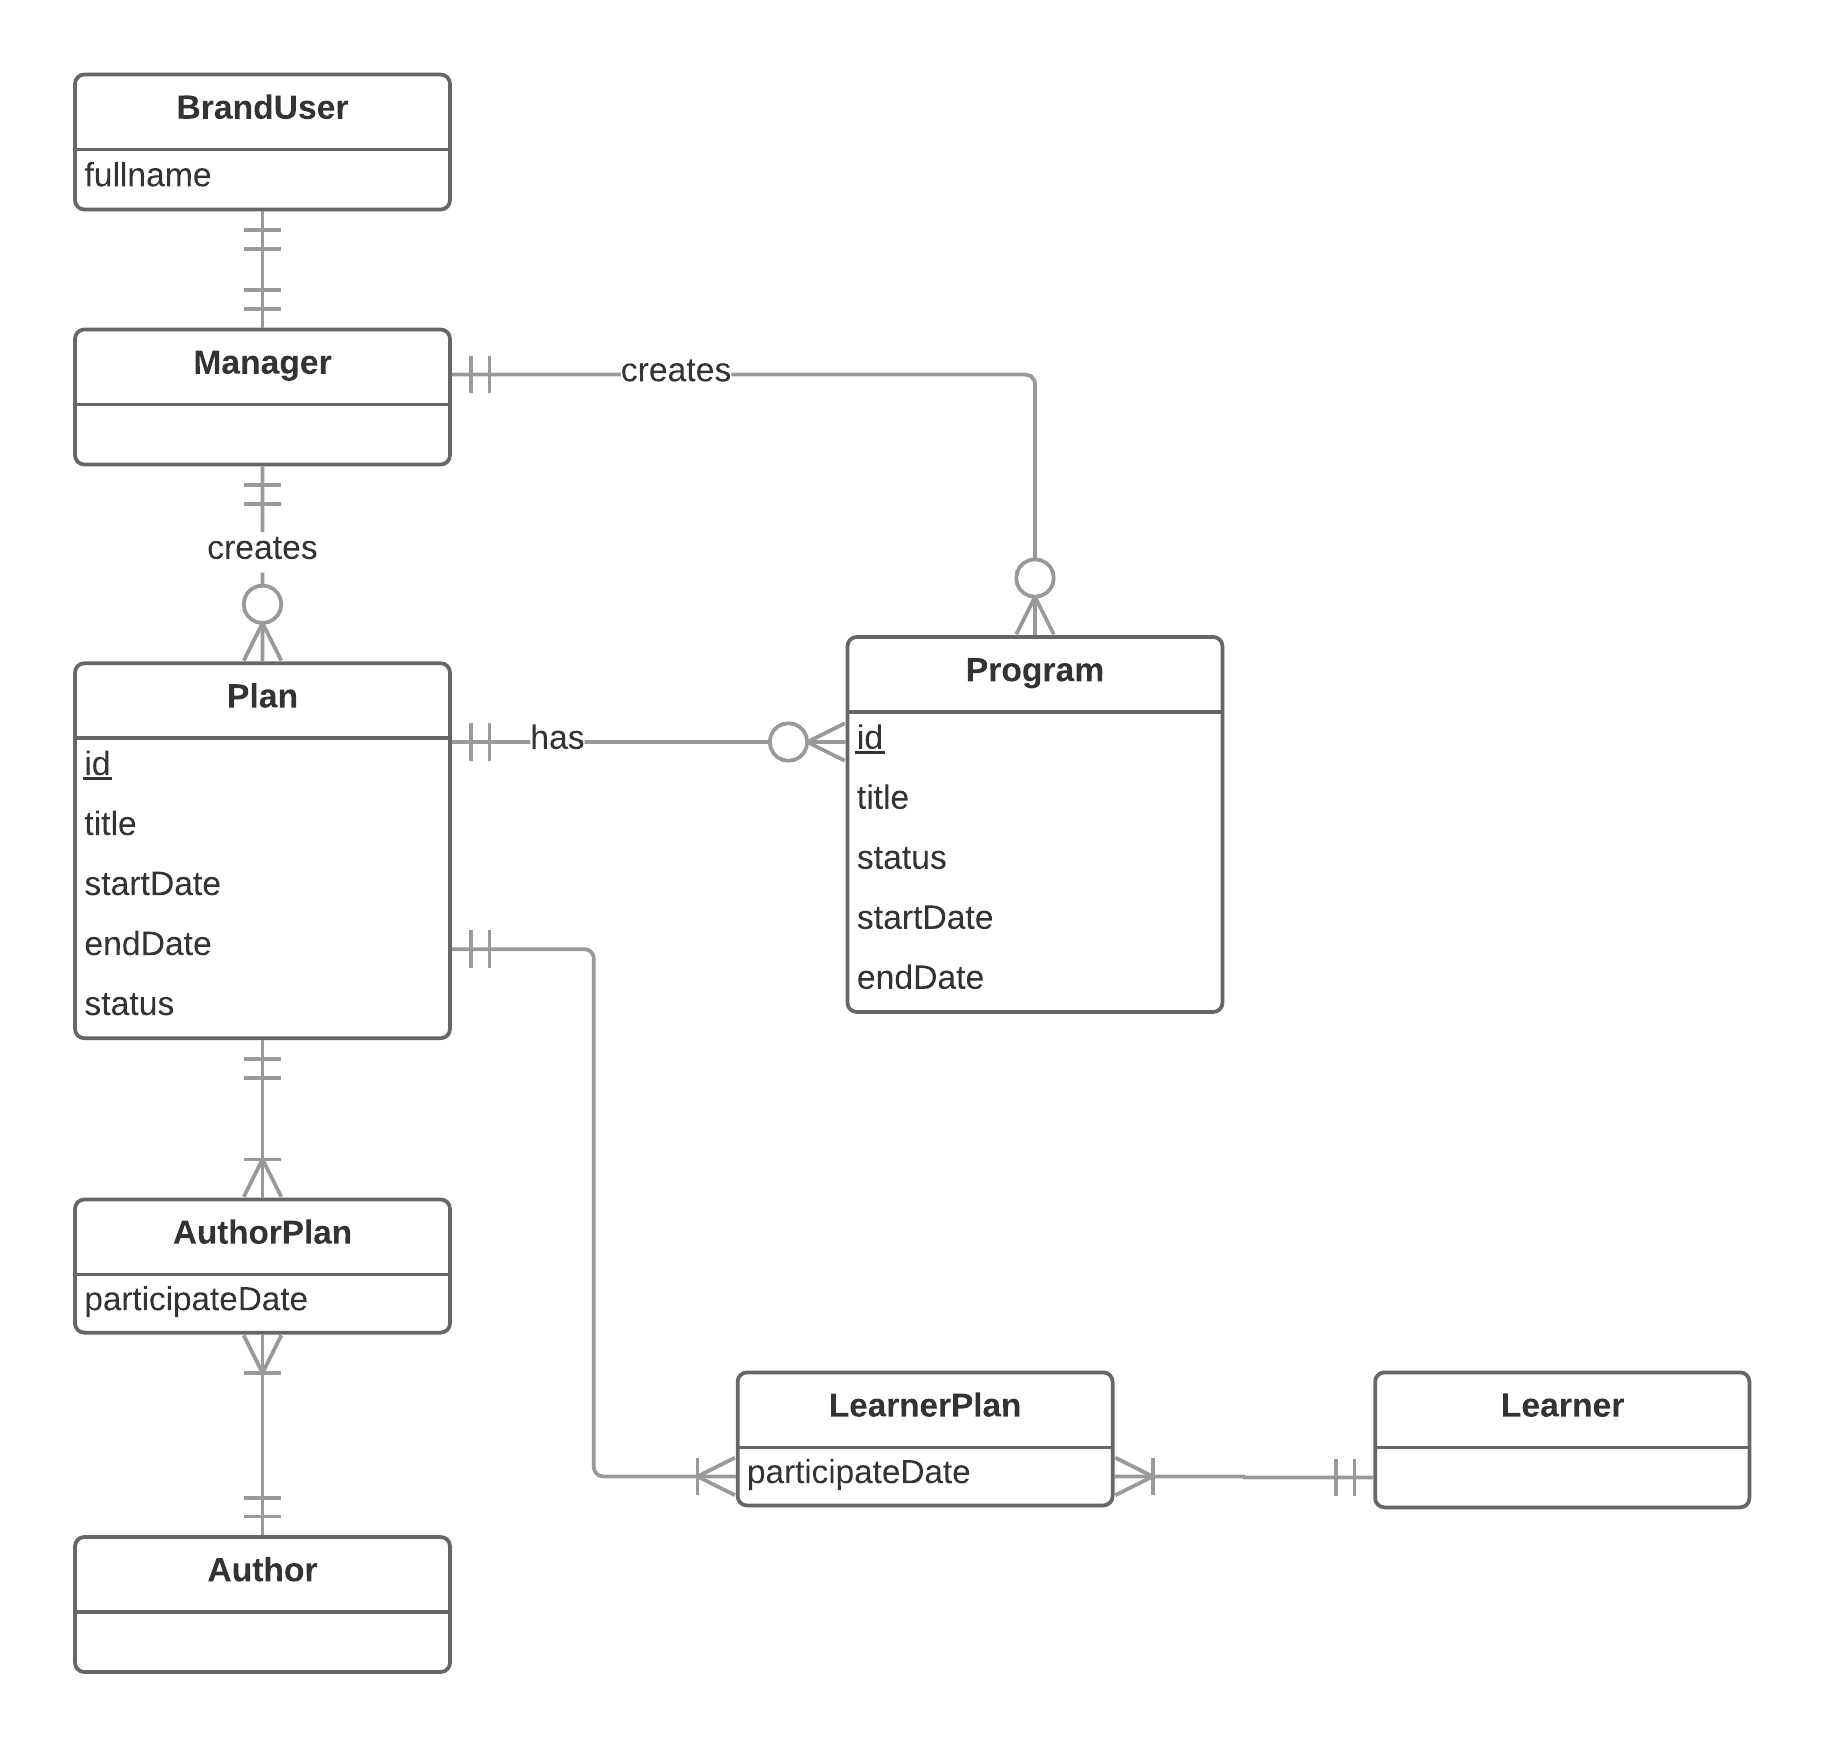 BrandUser
fullname
Manager
creates
creates
Plan
id
title
startDate
endDate
status
has
Program
id
title
status
startDate
endDate
AuthorPlan
participateDate
LearnerPlan
participateDate
Learner
Author